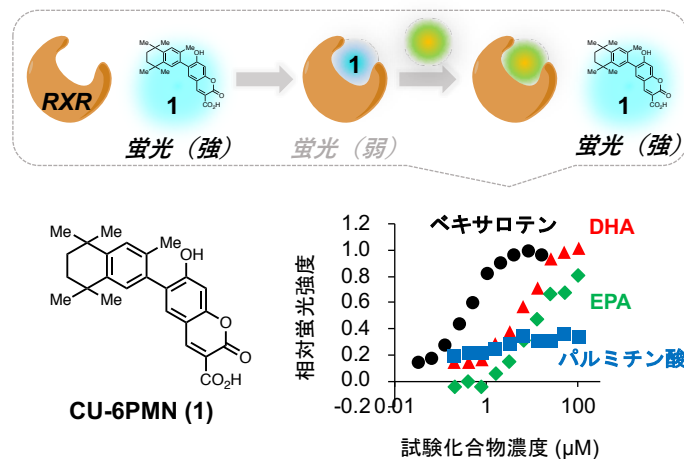 RXR
1
蛍光(強)
1
蛍光(弱)
1
蛍光(強)
Me Me
Me
OH
Me Me
O O
CO₂H
CU-6PMN (1)
相対蛍光強度
1.2
1.0
0.8
0.6
0.4
0.2
0.0
-0.2
0.01
1
100
ベキサロテン
DHA
EPA
パルミチン酸
試験化合物濃度 (µM)